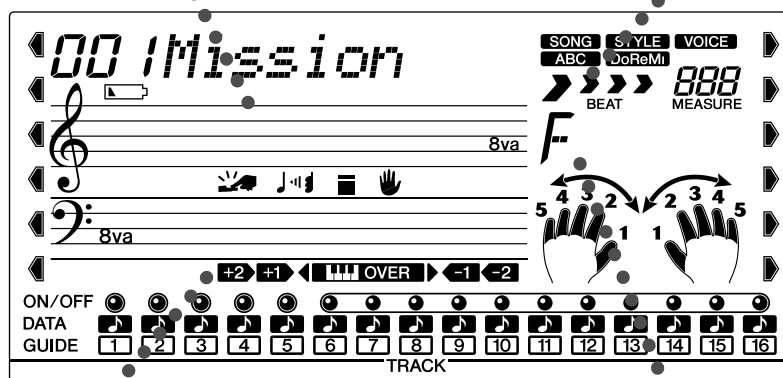 001Mission
SONG STYLE VOICE
ABC DoReMi
888
BEAT MEASURE
8va
F
5 4 3 2 1 1 2 3 4 5
8va
+2 +1 OVER -1 -2
ON/OFF
DATA
GUIDE 1 2 3 4 5 6 7 8 9 10 11 12 13 14 15 16
TRACK